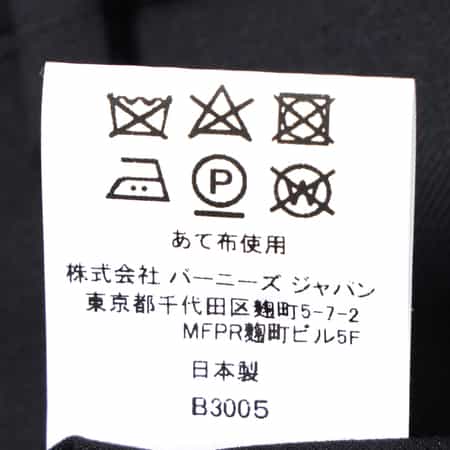 P W
あて布使用
株式会社 バーニーズ ジャパン
東京都千代田区麹町5-7-2
MFPR麹町ビル5F
日本製
B3005